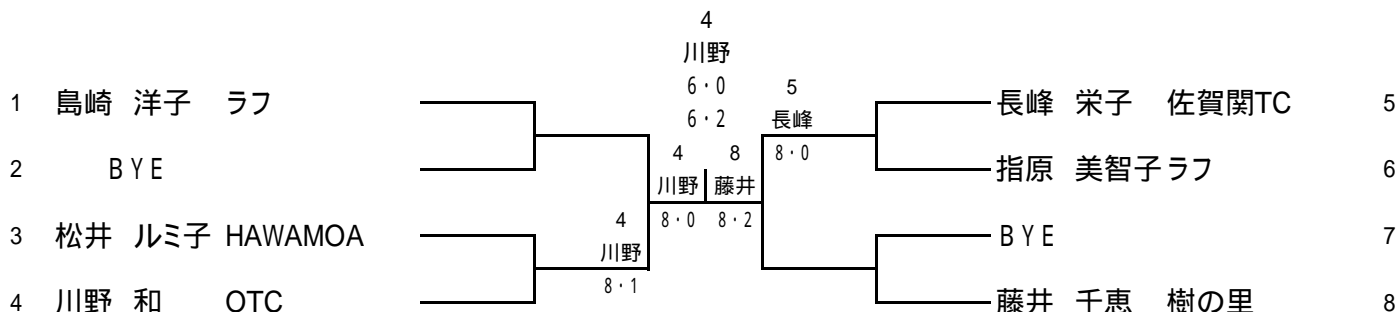 4
川野
6・0 5
1 島崎 洋子 ラフ 長峰 栄子 佐賀関TC 5
6・2 長峰
4 8 8・0
2 BYE 指原 美智子 ラフ 6
川野 藤井
4 8・0 8・2
3 松井 ルミ子 HAWAMOA BYE 7
川野
8・1
4 川野 和 OTC 藤井 千恵 樹の里 8